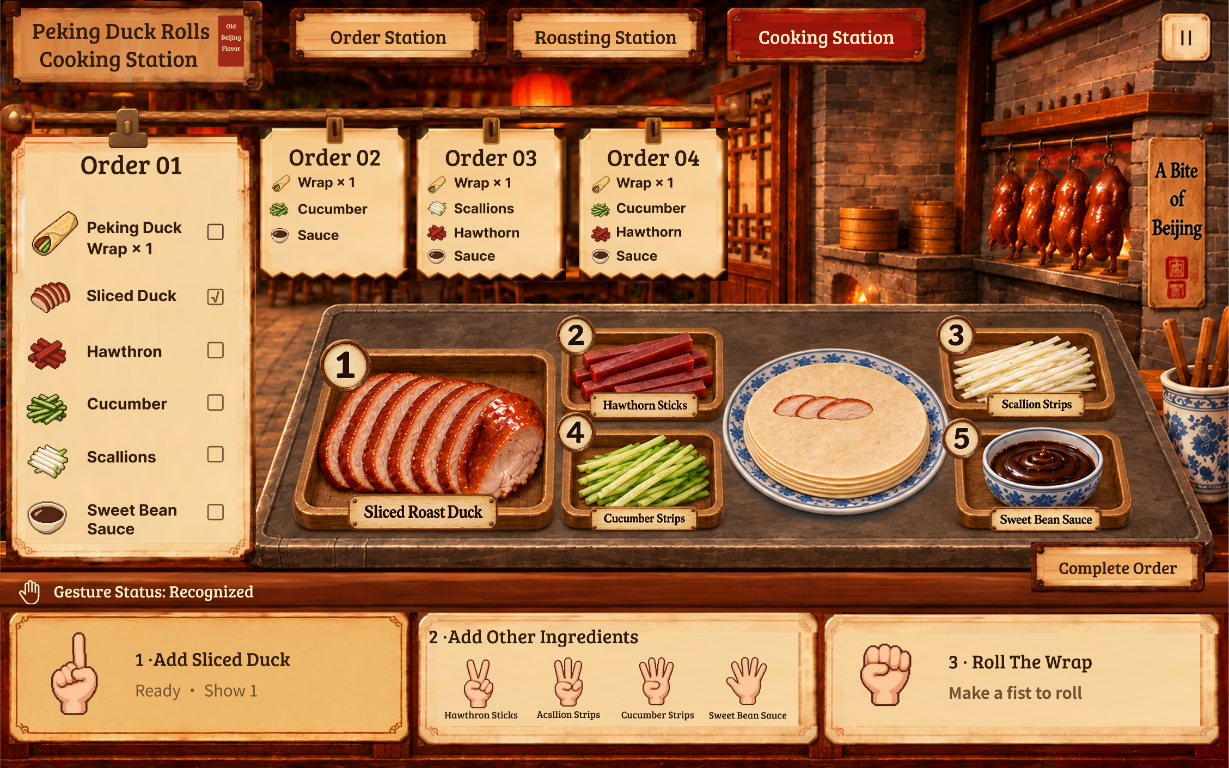 Peking Duck Rolls
Cooking Station
Old
Beijing
Flavor
Order Station
Roasting Station
Cooking Station
Order 01
Peking Duck
Wrap × 1
Sliced Duck
Hawthron
Cucumber
Scallions
Sweet Bean
Sauce
Order 02
Wrap × 1
Cucumber
Sauce
Order 03
Wrap × 1
Scallions
Hawthorn
Sauce
Order 04
Wrap × 1
Cucumber
Hawthorn
Sauce
A Bite
of
Beijing
1
Sliced Roast Duck
2
Hawthorn Sticks
4
Cucumber Strips
3
Scallion Strips
5
Sweet Bean Sauce
Complete Order
Gesture Status: Recognized
1 ·Add Sliced Duck
Ready • Show 1
2 ·Add Other Ingredients
Hawthron Sticks
Acsllion Strips
Cucumber Strips
Sweet Bean Sauce
3 · Roll The Wrap
Make a fist to roll